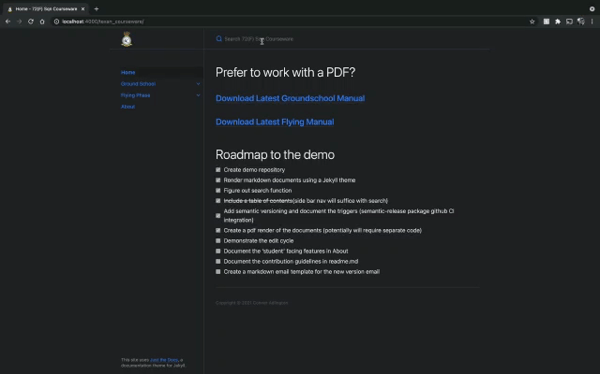 Home - 72(F) Sqn Courseware
localhost:4000/texan_courseware/
Search 72(F) Sqn Courseware
Home
Ground School
Flying Phase
About
Prefer to work with a PDF?
Download Latest Groundschool Manual
Download Latest Flying Manual
Roadmap to the demo
Create demo repository
Render markdown documents using a Jekyll theme
Figure out search function
Include a table of contents(side bar nav will suffice with search)
Add semantic versioning and document the triggers (semantic-release package github CI
integration)
Create a pdf render of the documents (potentially will require separate code)
Demonstrate the edit cycle
Document the 'student' facing features in About
Document the contribution guidelines in readme.md
Create a markdown email template for the new version email
Copyright © 2021
This site uses Just the Docs, a
documentation theme for Jekyll.